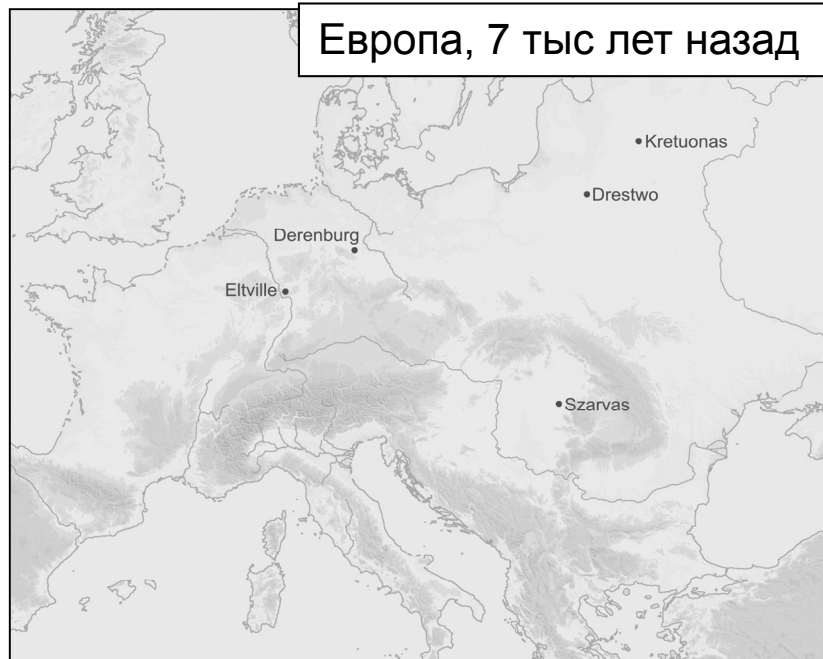 Европа, 7 тыс лет назад
Kretuonas
Drestwo
Derenburg
Eltville
Szarvas